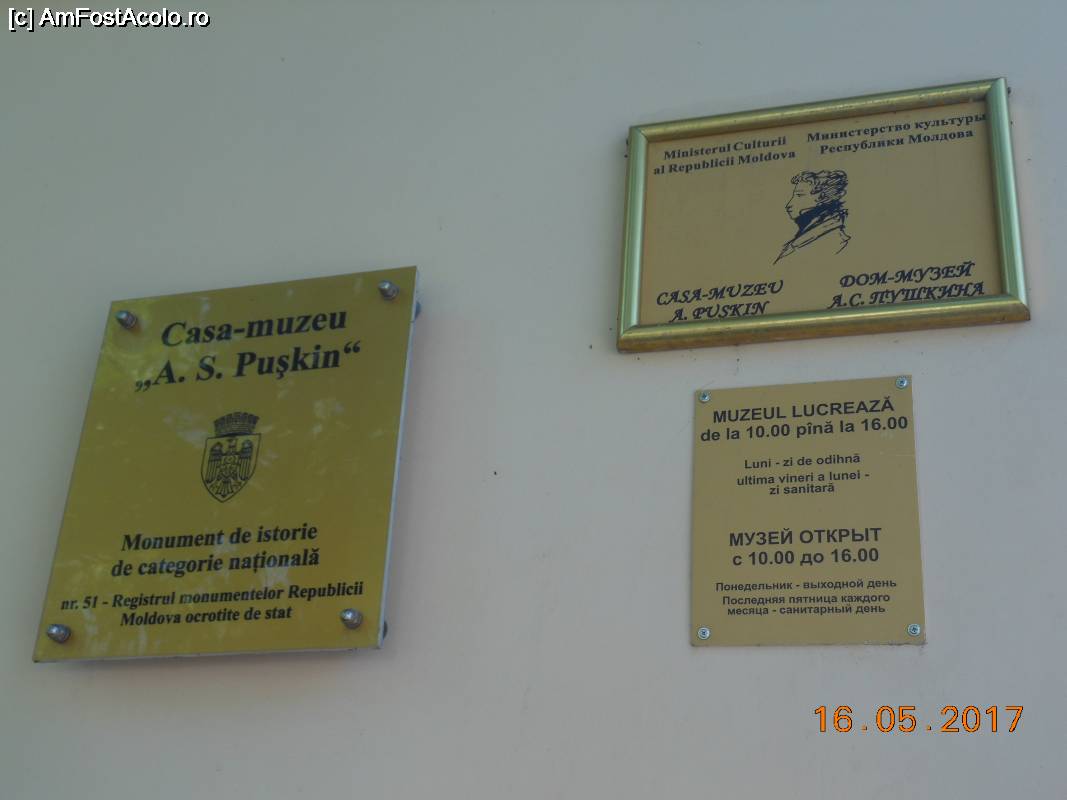 [c] AmFostAcolo.ro
Casa-muzeu
„A. S. Pușkin“
Monument de istorie
de categorie națională
nr. 51 - Registrul monumentelor Republicii
Moldova ocrotite de stat
Ministerul Culturii
al Republicii Moldova
Министерство культуры
Республики Молдова
CASA-MUZEU
A. PUSKIN
ДОМ-МУЗЕЙ
А.С. ПУШКИНА
MUZEUL LUCREAZĂ
de la 10.00 pînă la 16.00
Luni - zi de odihnă
ultima vineri a lunei -
zi sanitară
МУЗЕЙ ОТКРЫТ
с 10.00 до 16.00
Понедельник - выходной день
Последняя пятница каждого
месяца - санитарный день
16.05.2017